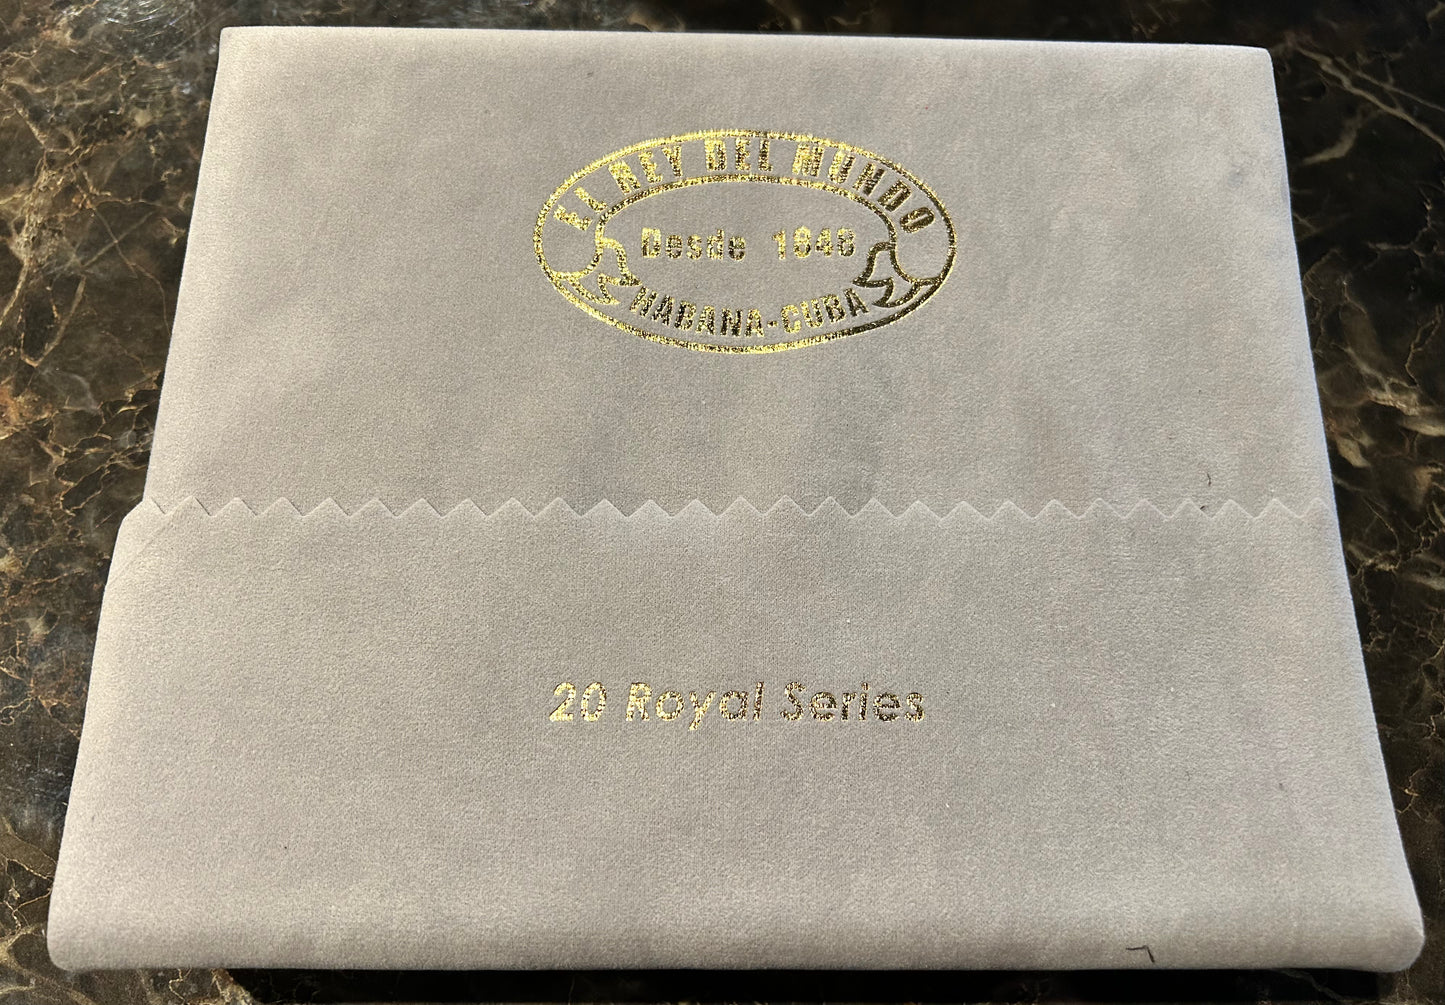 EL REY DEL MUNDO
Desde 1848
HABANA-CUBA
20 Royal Series